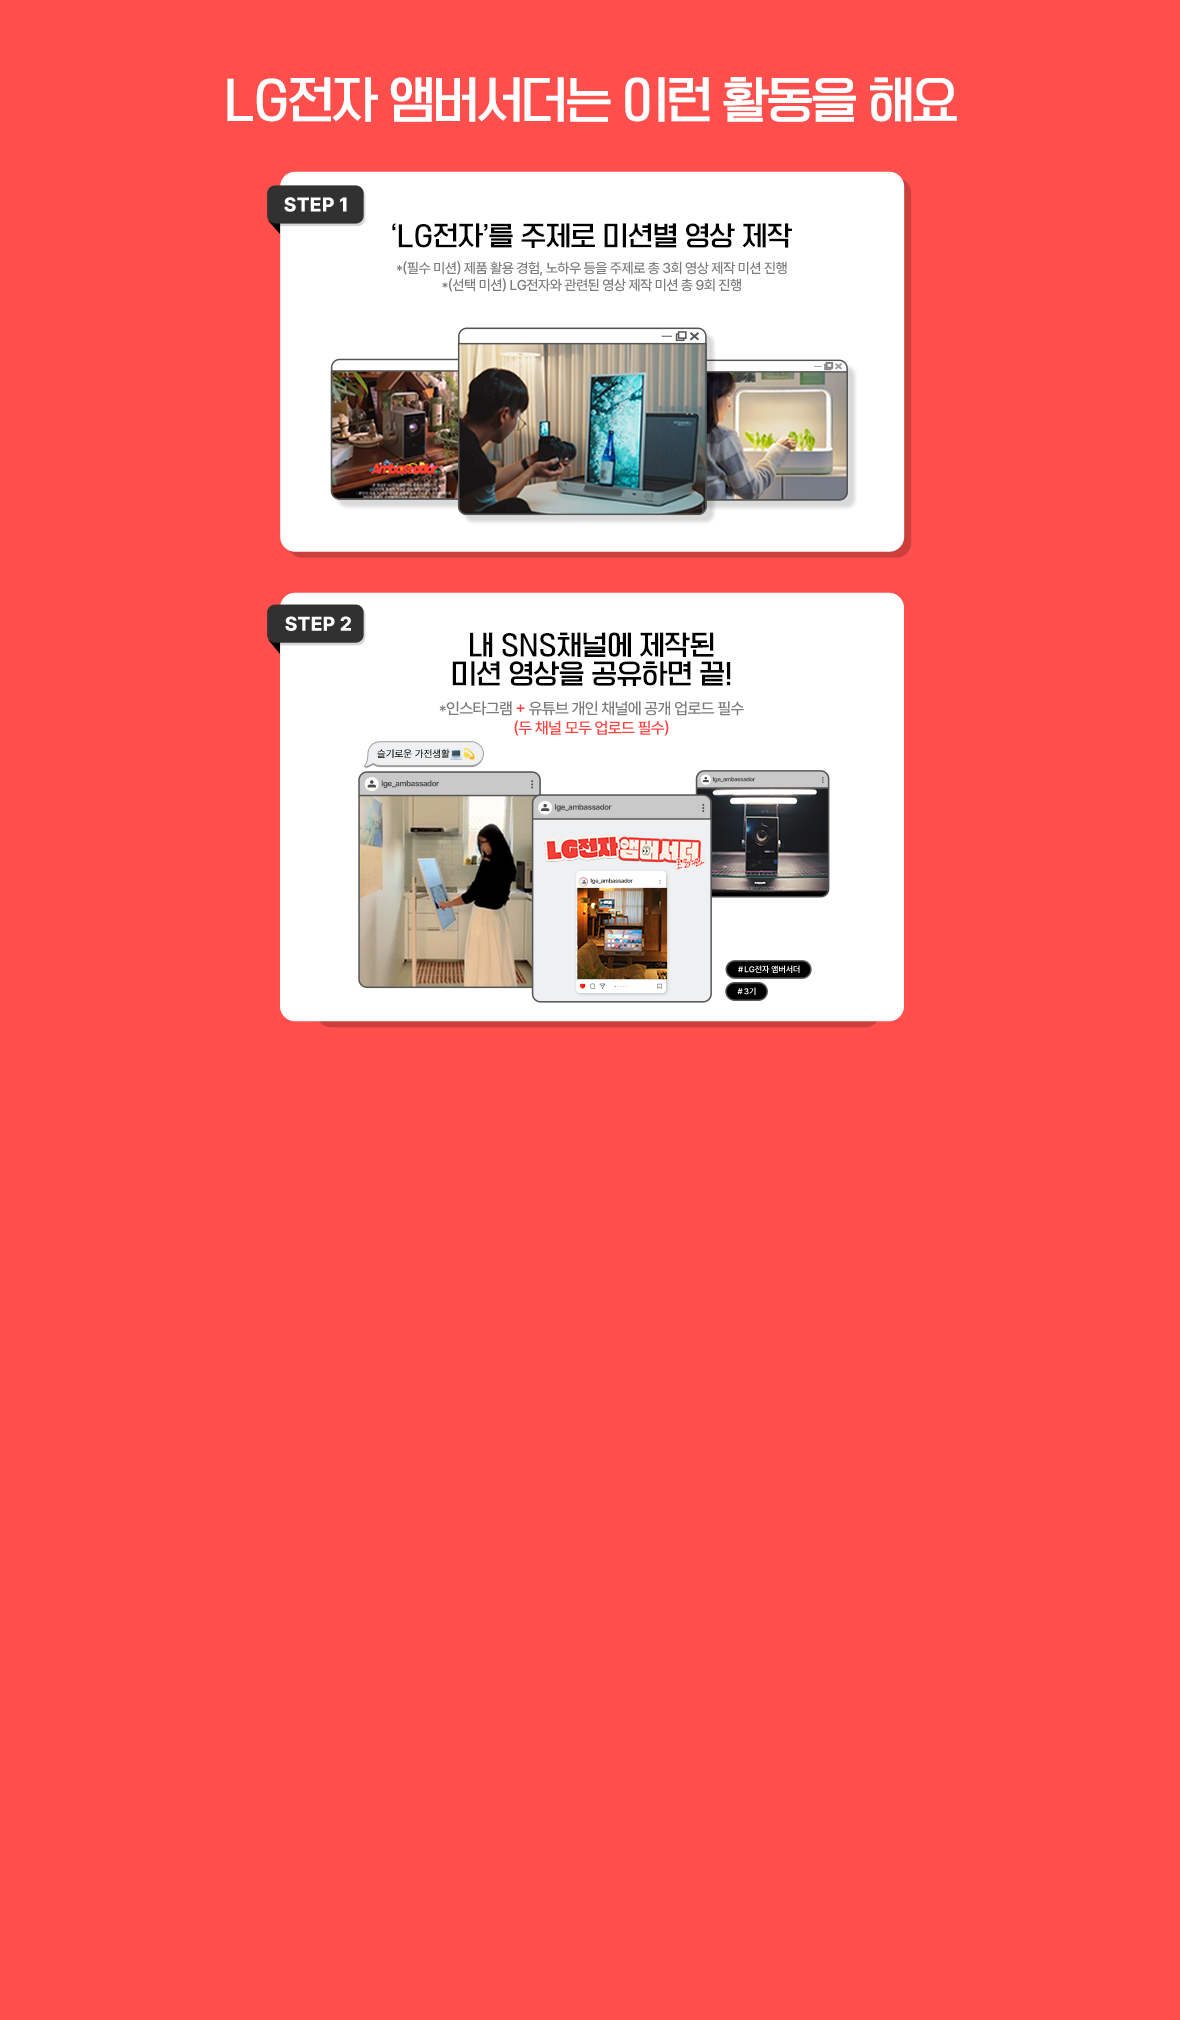 LG전자 앰버서더는 이런 활동을 해요
STEP 1
‘LG전자’를 주제로 미션별 영상 제작
*(필수 미션) 제품 활용 경험, 노하우 등을 주제로 총 3회 영상 제작 미션 진행
*(선택 미션) LG전자와 관련된 영상 제작 미션 총 9회 진행
Ambassador
STEP 2
내 SNS채널에 제작된
미션 영상을 공유하면 끝!
*인스타그램 + 유튜브 개인 채널에 공개 업로드 필수
(두 채널 모두 업로드 필수)
슬기로운 가전생활💻💫
lge_ambassador
lge_ambassador
lge_ambassador
LG전자 앰버서더
lge_ambassador
#LG전자 앰버서더
#3기